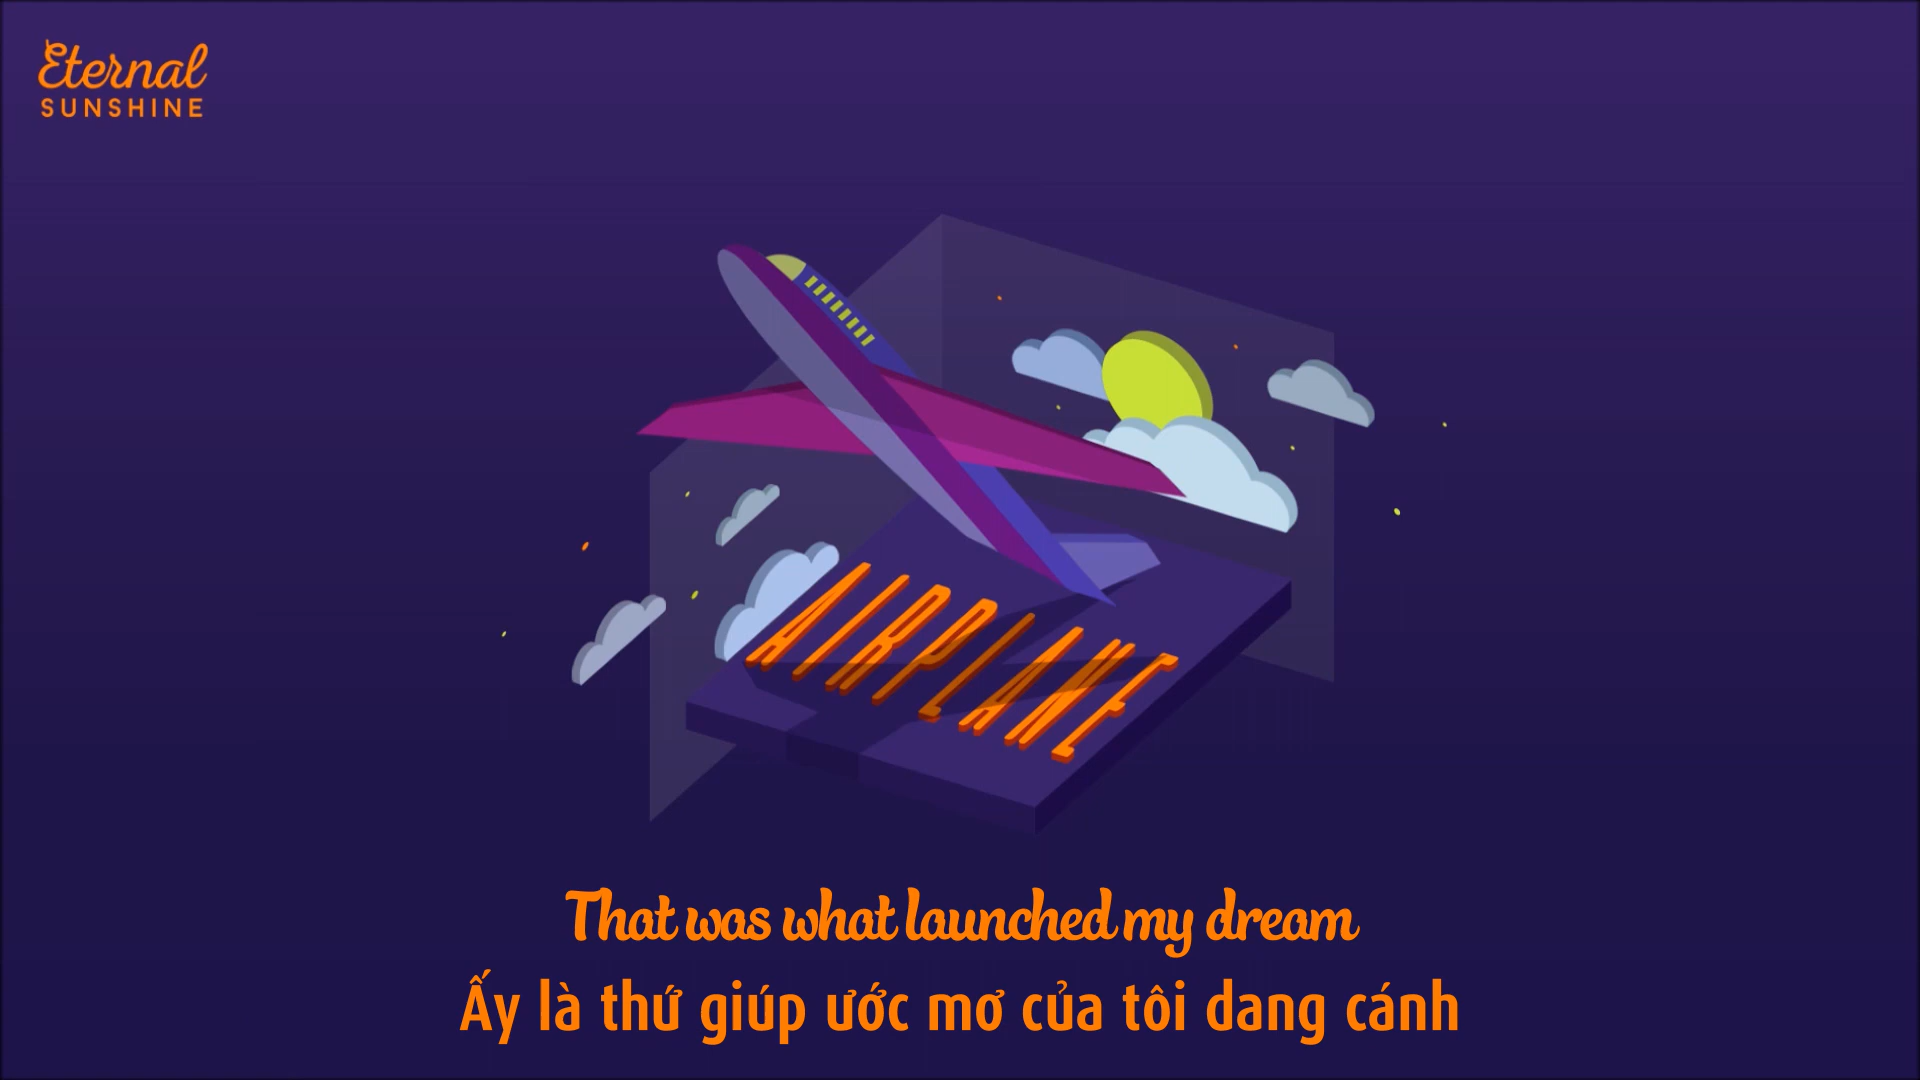 Eternal
SUNSHINE
AIRPLANE
That was what launched my dream
Ấy là thứ giúp ước mơ của tôi dang cánh